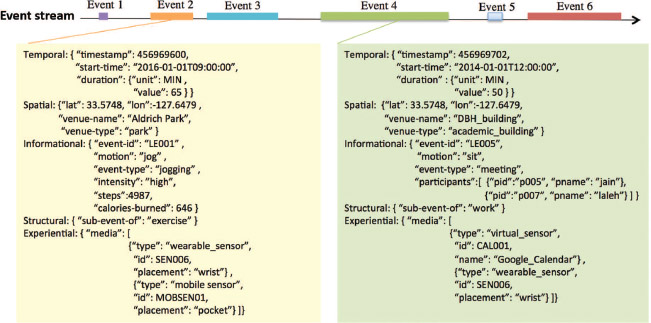 Event stream
Event 1
Event 2
Event 3
Event 4
Event 5
Event 6
Temporal: { “timestamp”: 456969600,
“start-time”: “2016-01-01T09:00:00”,
“duration”: {“unit”: MIN ,
“value”: 65 } }
Spatial: {“lat”: 33.5748, “lon”:-127.6479 ,
“venue-name”: “Aldrich Park”,
“venue-type”: “park” }
Informational: { “event-id”: “LE001” ,
“motion”: “jog” ,
“event-type”: “jogging” ,
“intensity”: “high”,
“steps”:4987,
“calories-burned”: 646 }
Structural: { “sub-event-of”: “exercise” }
Experiential: { “media”: [
{“type”: “wearable_sensor”,
“id”: SEN006,
“placement”: “wrist”} ,
{“type”: “mobile sensor”,
“id”: MOBSEN01,
“placement”: “pocket”} ]}
Temporal: { “timestamp”: 456969702,
“start-time”: “2014-01-01T12:00:00”,
“duration” : {“unit”: MIN ,
“value”: 50 } }
Spatial: {“lat”: 33.5748, “lon”:-127.6479,
“venue-name”: “DBH_building”,
“venue-type”: “academic_building” }
Informational: { “event-id”: “LE005”
“motion”: “sit”,
“event-type”: “meeting”,
“participants”:[ {“pid”:“p005”, “pname”: “jain”},
{“pid”: “p007”, “pname”: “laleh”} ] }
Structural: { “sub-event-of”: “work” }
Experiential: { “media”: [
{“type”: “virtual_sensor”,
“id”: CAL001,
“name”: “Google_Calendar”} ,
{“type”: “wearable_sensor”,
“id”: SEN006,
“placement”: “wrist”} ]}